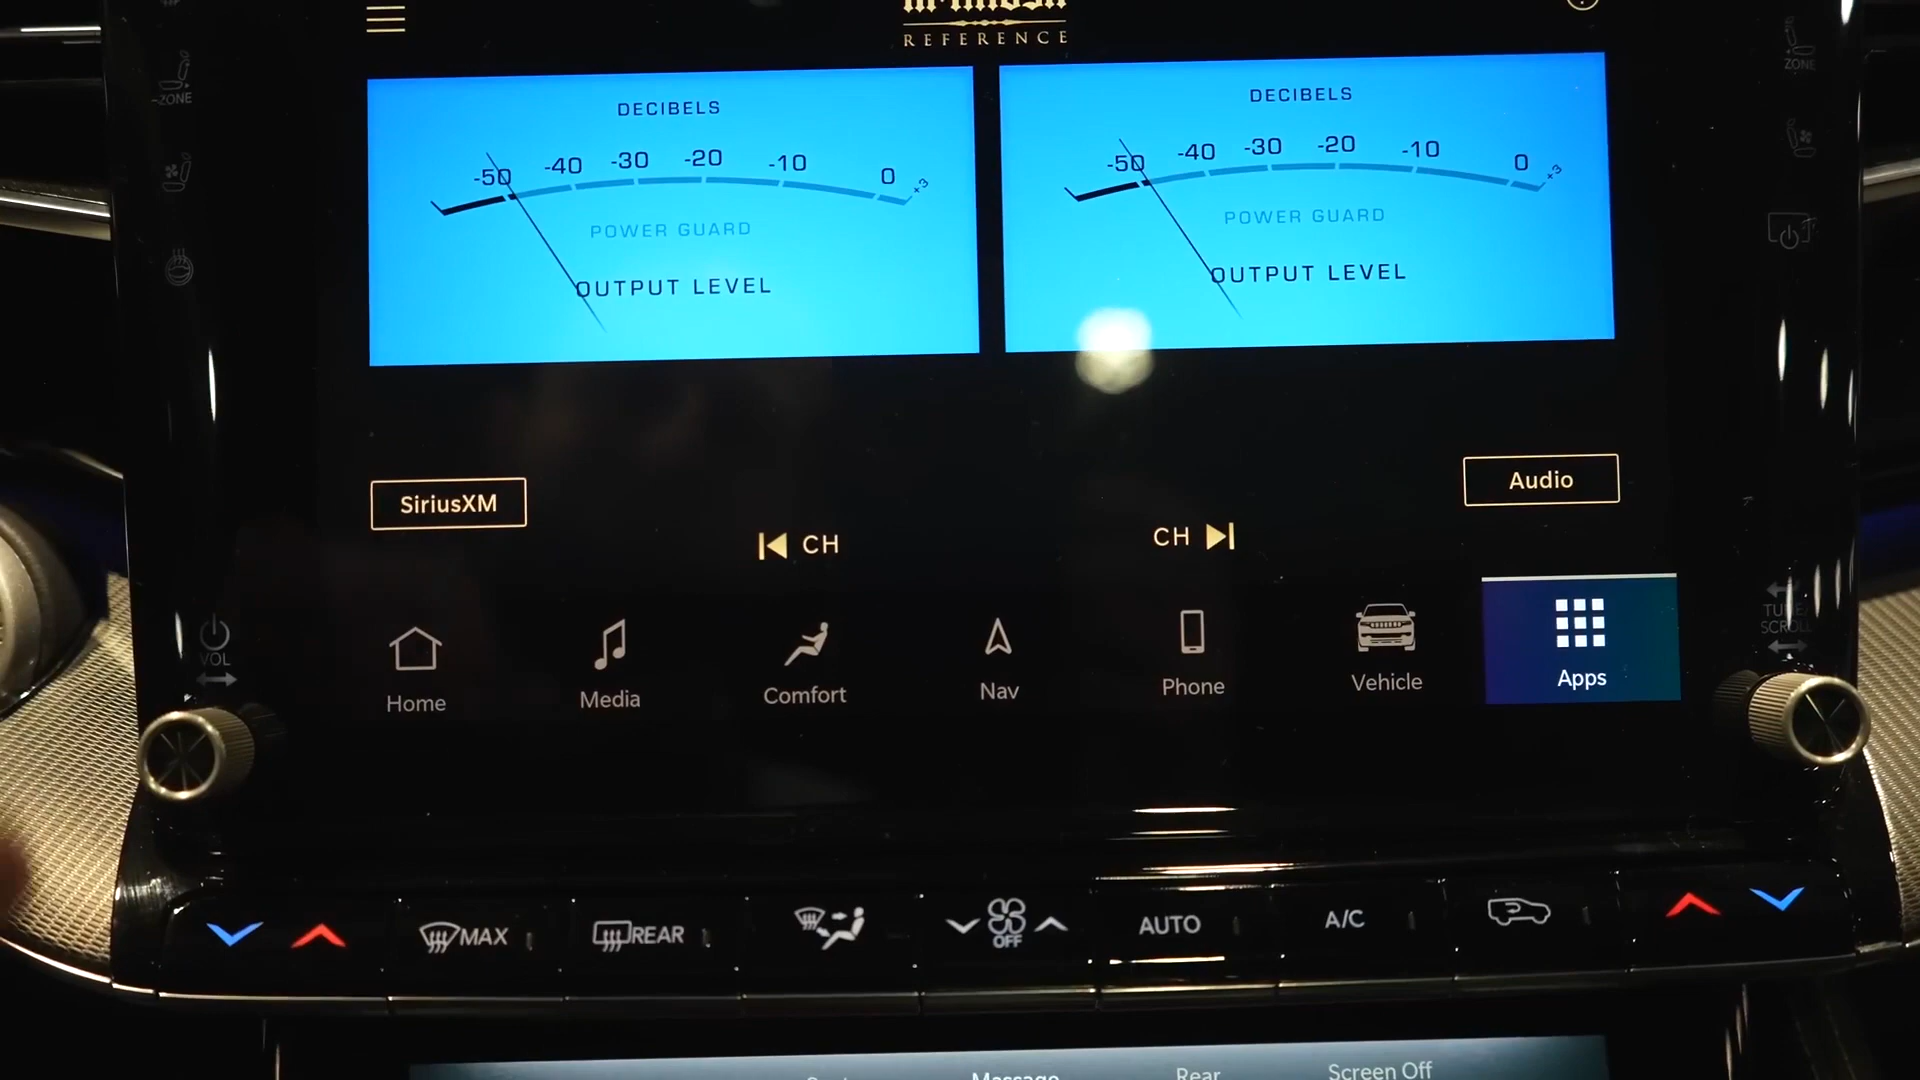 REFERENCE
ZONE
ZONE
DECIBELS
-50 -40 -30 -20 -10 0 +3
POWER GUARD
OUTPUT LEVEL
DECIBELS
-50 -40 -30 -20 -10 0 +3
POWER GUARD
OUTPUT LEVEL
SiriusXM
Audio
CH
CH
VOL
TUNE/
SCROLL
Home
Media
Comfort
Nav
Phone
Vehicle
Apps
MAX
REAR
OFF
AUTO
A/C
Massage
Rear
Screen Off